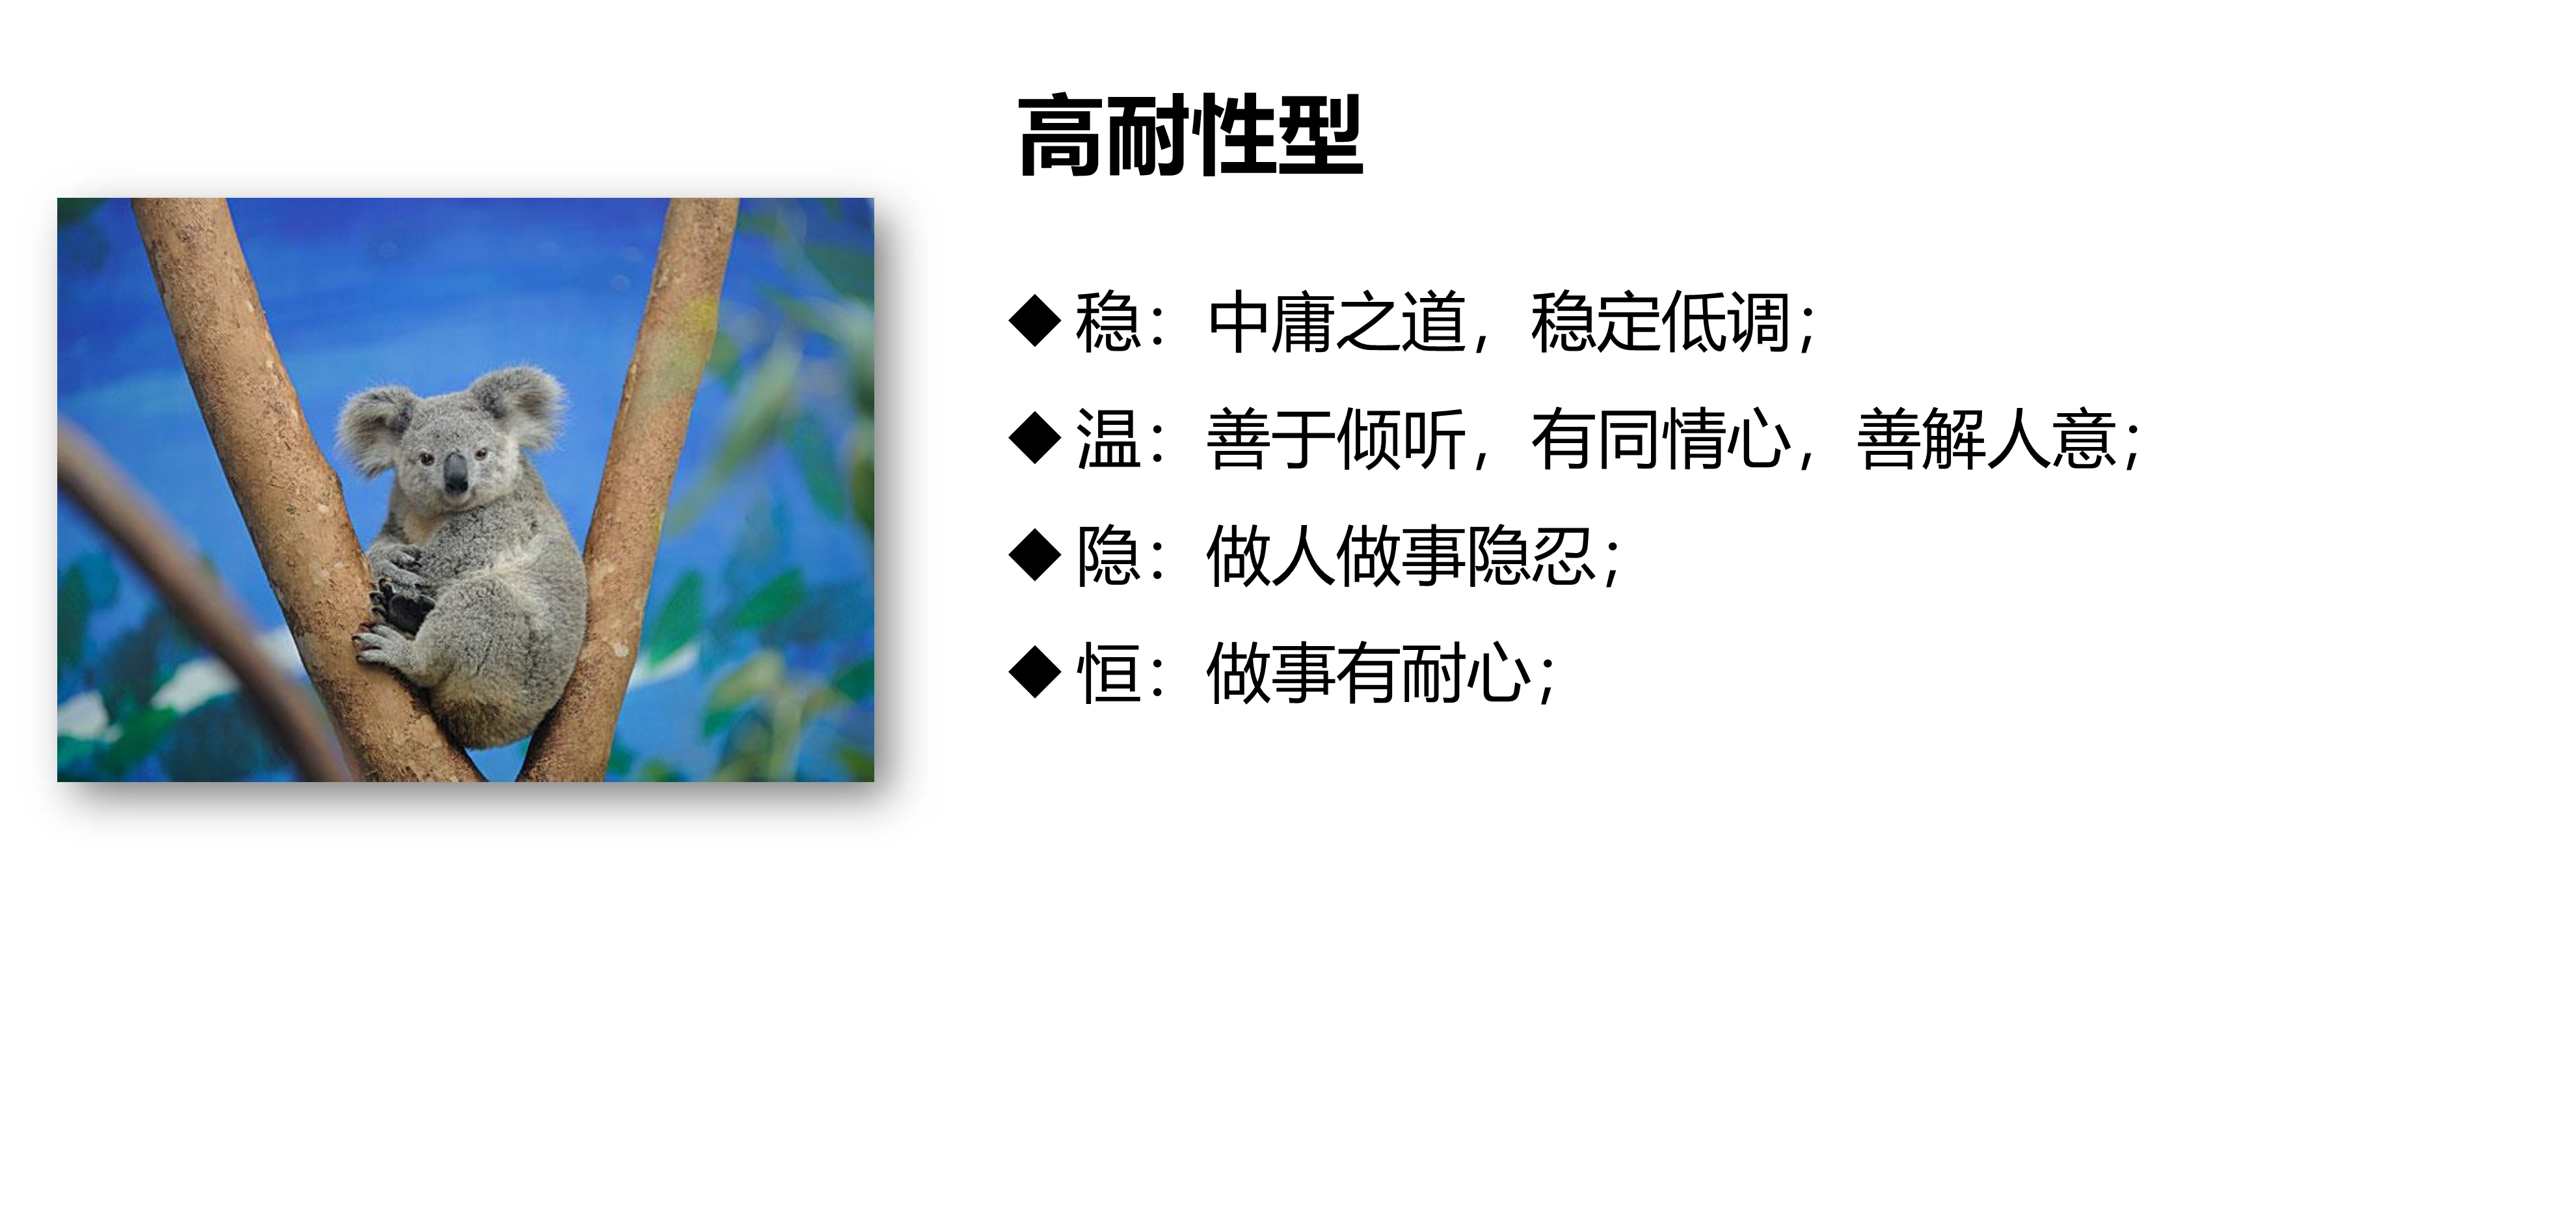 高耐性型
◆稳：中庸之道，稳定低调；
◆温：善于倾听，有同情心，善解人意；
◆隐：做人做事隐忍；
◆恒：做事有耐心；